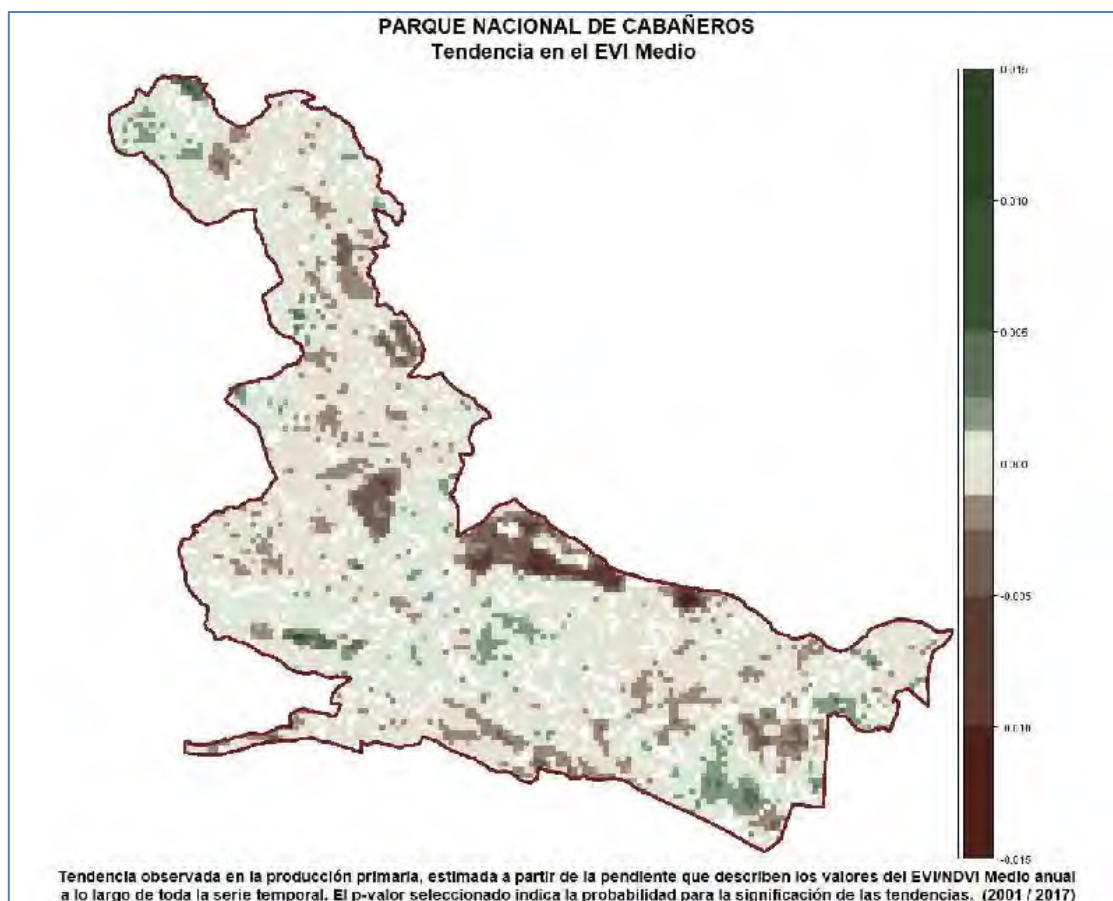 PARQUE NACIONAL DE CABAÑEROS
Tendencia en el EVI Medio
0.015
0.010
0.005
0.000
-0.005
-0.010
-0.015
Tendencia observada en la producción primaria, estimada a partir de la pendiente que describen los valores del EVI/NDVI Medio anual
a lo largo de toda la serie temporal. El p-valor seleccionado indica la probabilidad para la significación de las tendencias. (2001 / 2017)